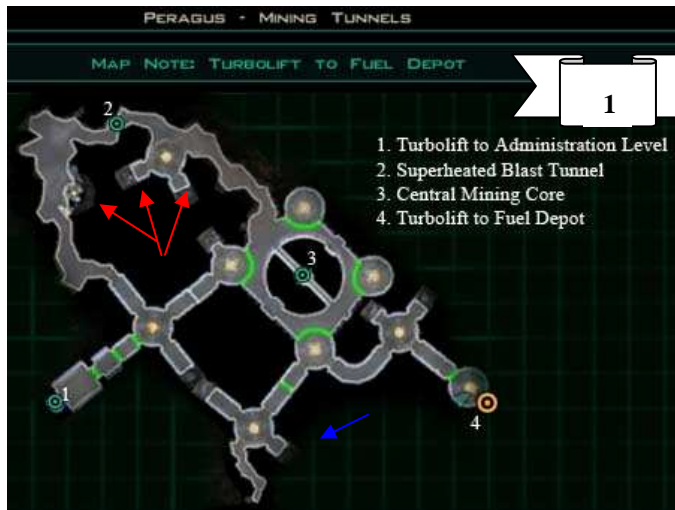 PERAGUS - MINING TUNNELS
MAP NOTE: TURBOLIFT TO FUEL DEPOT
1
1. Turbolift to Administration Level
2. Superheated Blast Tunnel
3. Central Mining Core
4. Turbolift to Fuel Depot
2
3
1
4